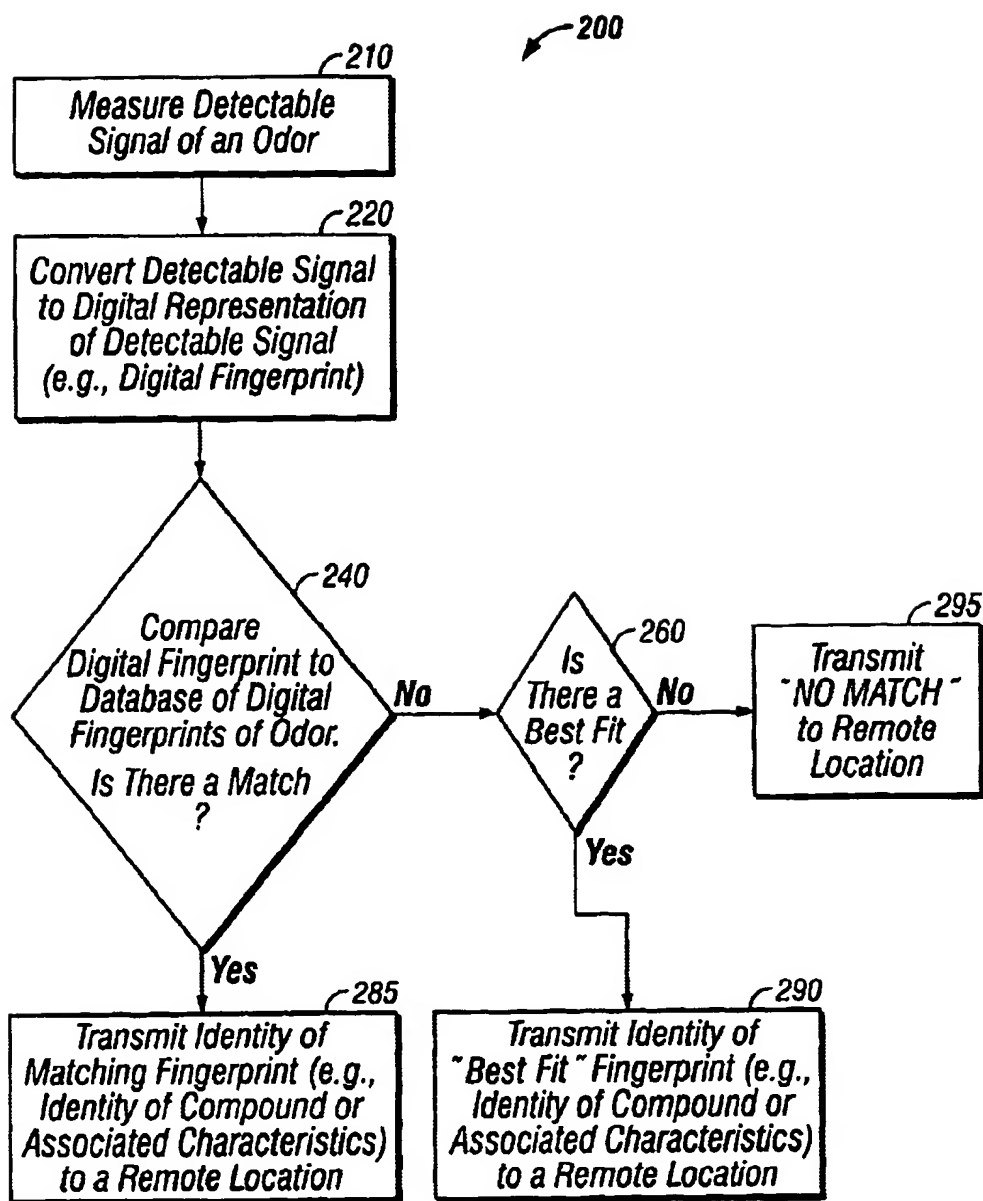 200
210
Measure Detectable
Signal of an Odor
220
Convert Detectable Signal
to Digital Representation
of Detectable Signal
(e.g., Digital Fingerprint)
240
Compare
Digital Fingerprint to
Database of Digital
Fingerprints of Odor.
Is There a Match
?
No
260
Is
There a
Best Fit
?
No
295
Transmit
"NO MATCH"
to Remote
Location
Yes
Yes
285
Transmit Identity of
Matching Fingerprint (e.g.,
Identity of Compound or
Associated Characteristics)
to a Remote Location
290
Transmit Identity of
"Best Fit" Fingerprint (e.g.,
Identity of Compound or
Associated Characteristics)
to a Remote Location